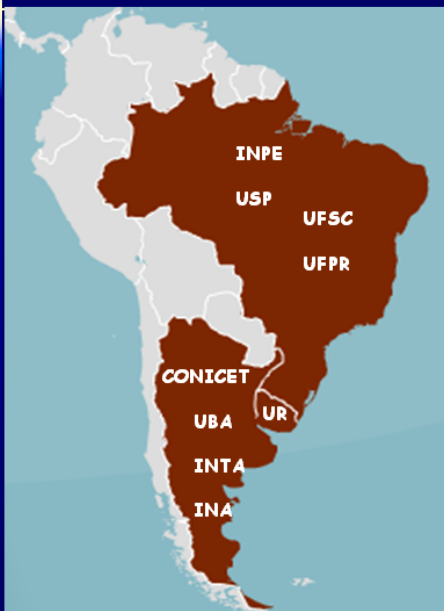 INPE
USP
UFSC
UFPR
CONICET
UBA
UR
INTA
INA